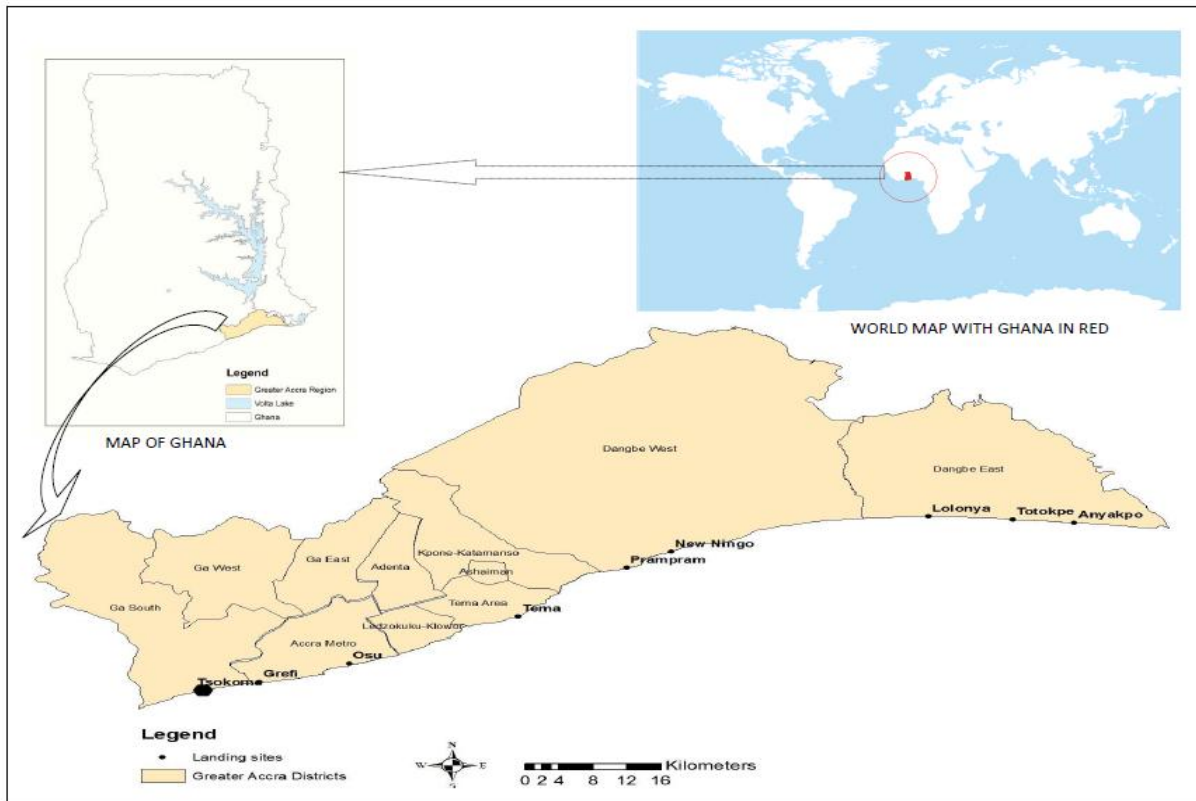 WORLD MAP WITH GHANA IN RED
Legend
Greater Accra Region
Volta Lake
Ghana
MAP OF GHANA
Dangbe West
Dangbe East
Lolonya
Totokpe
Anyakpo
New Ningo
Prampram
Kpone-Katamanso
Ga East
Ga West
Adenta
Ashaiman
Ga South
Tema Area
Tema
Ledzokuku-Klowor
Accra Metro
Osu
Grefi
Tsokome
Legend
Landing sites
Greater Accra Districts
N
W
E
S
Kilometers
0 2 4 8 12 16